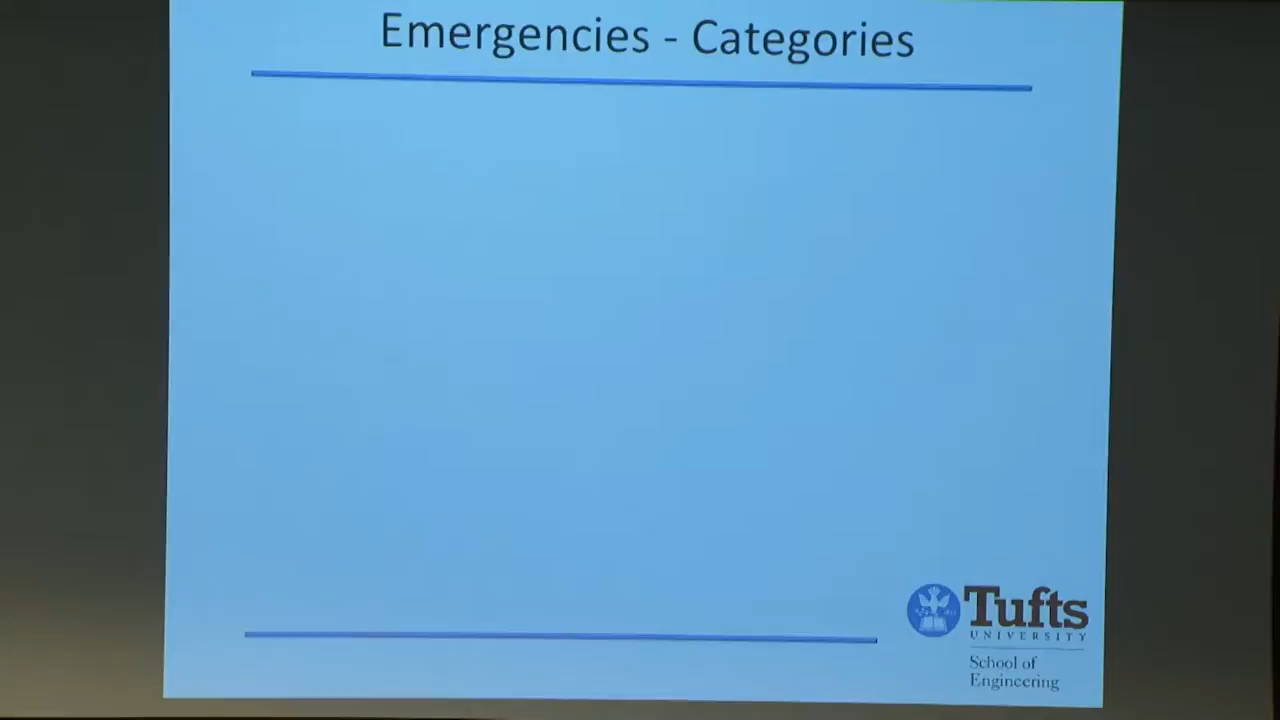 Emergencies - Categories
Tufts
UNIVERSITY
School of
Engineering